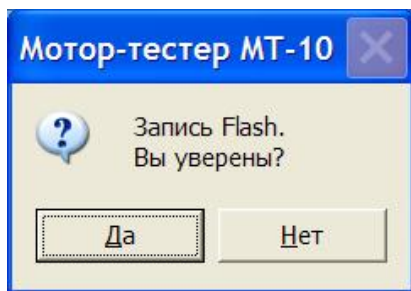 Мотор-тестер МТ-10
Запись Flash.
Вы уверены?
Да
Нет